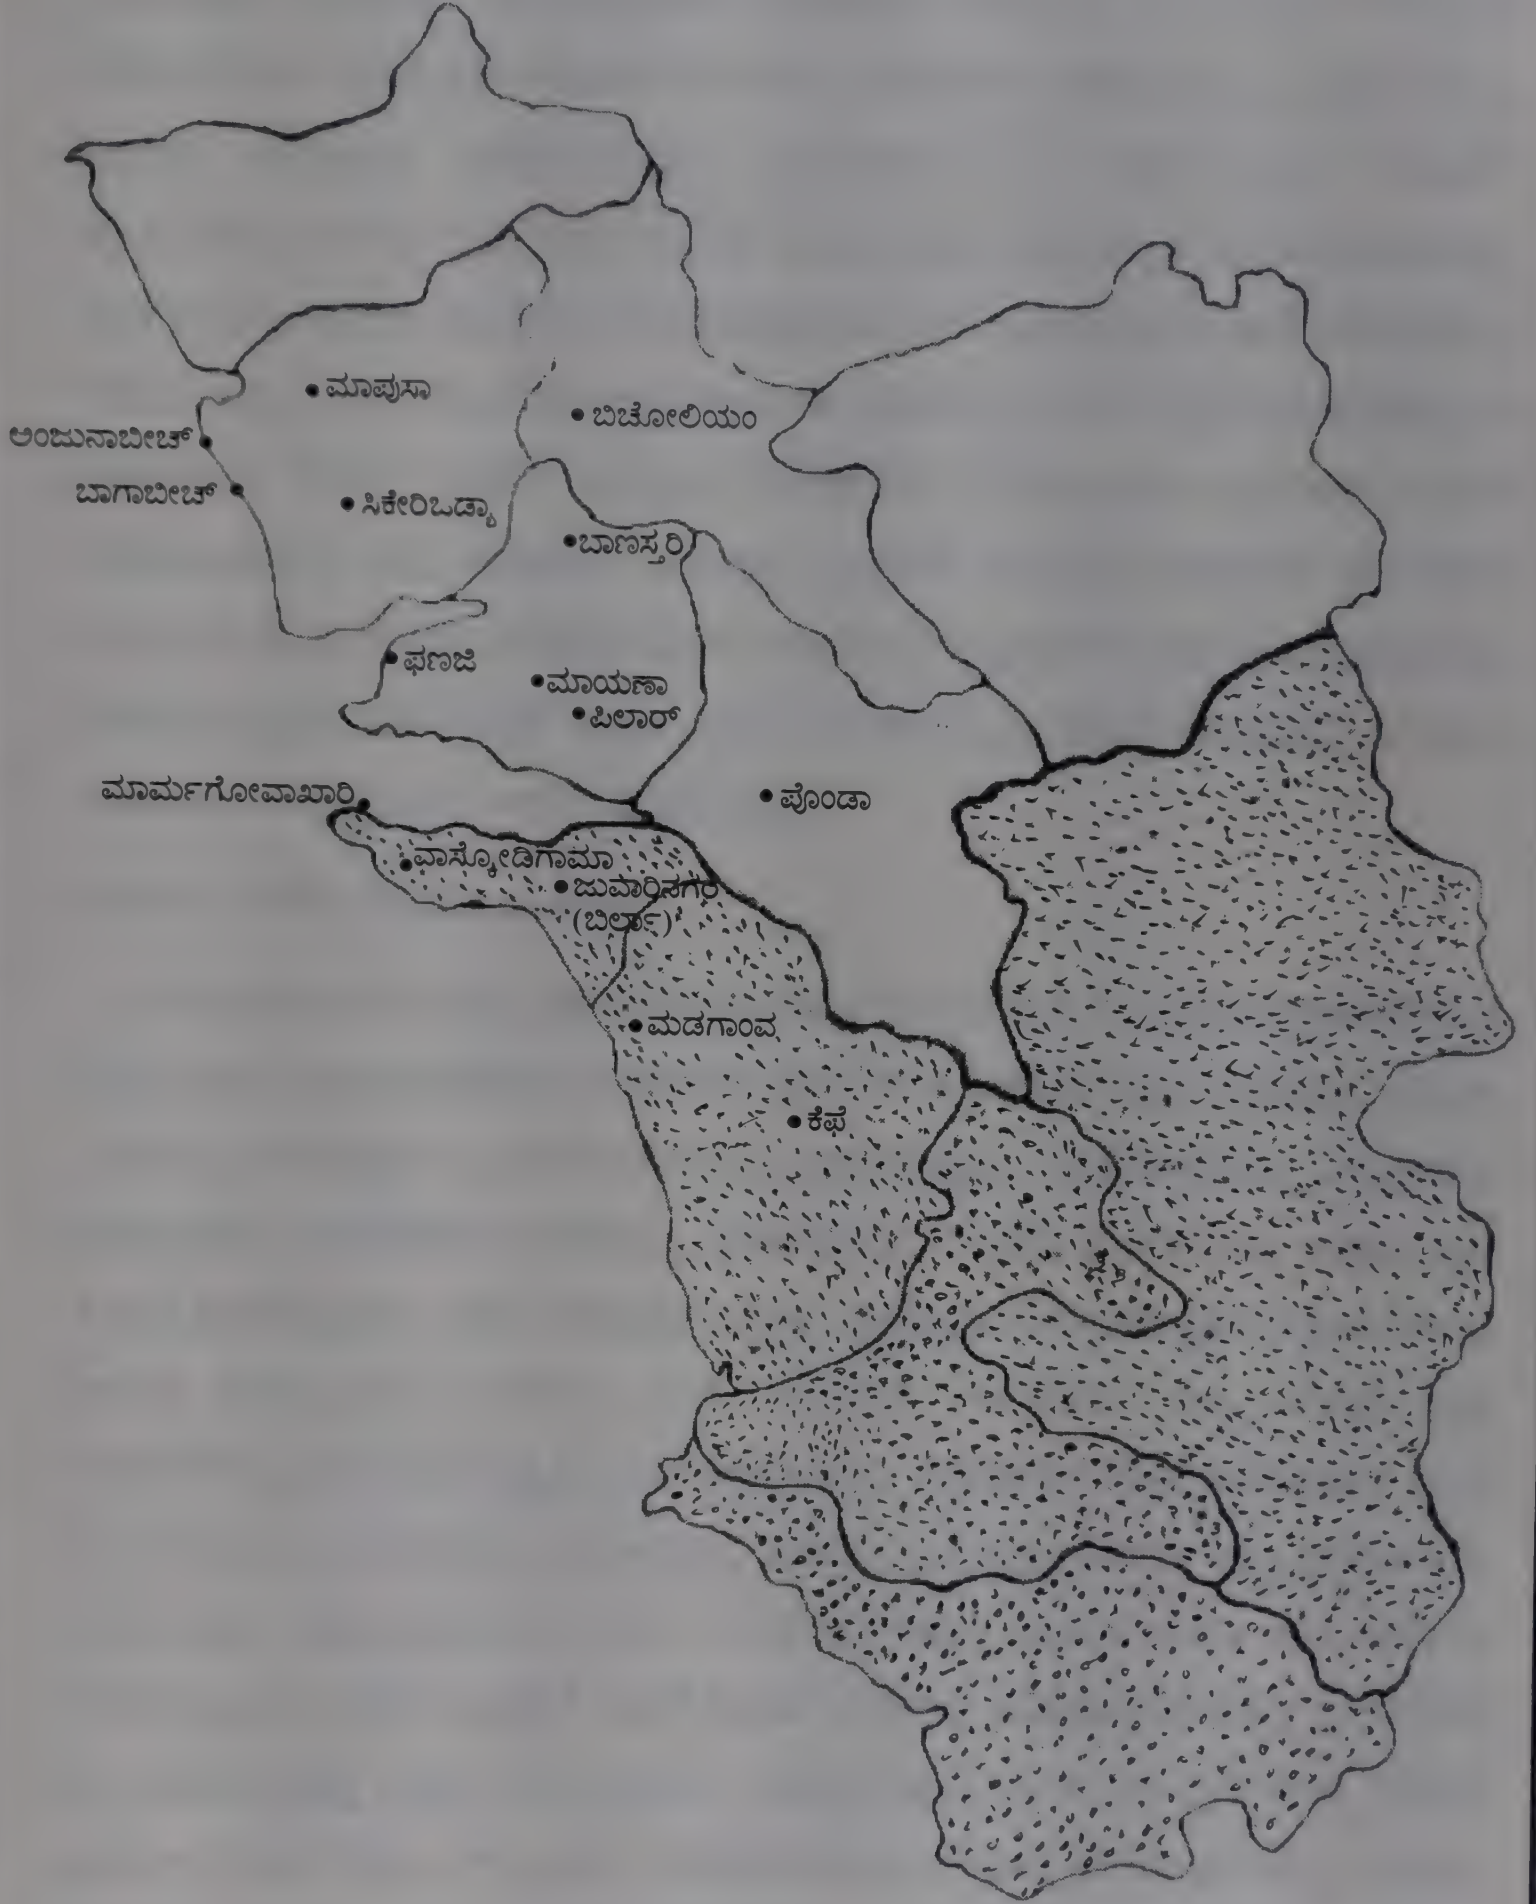 ಮಾಪುಸಾ
ಬಿಚೋಲಿಯಂ
ಅಂಜುನಾಬೀಚ್
ಬಾಗಾಬೀಚ್
ಸಿಕೇರಿಒಡ್ಯಾ
ಬಾಣಸ್ತರಿ
ಫಣಜಿ
ಮಾಯಣಾ
ಪಿಲಾರ್
ಮಾರ್ಮಗೋವಾಖಾರಿ
ಪೊಂಡಾ
ವಾಸ್ಕೋಡಿಗಾಮಾ
ಜುವಾರಿನಗರ
(ಬಿರ್ಲಾ)
ಮಡಗಾಂವ
ಕೆಫೆ